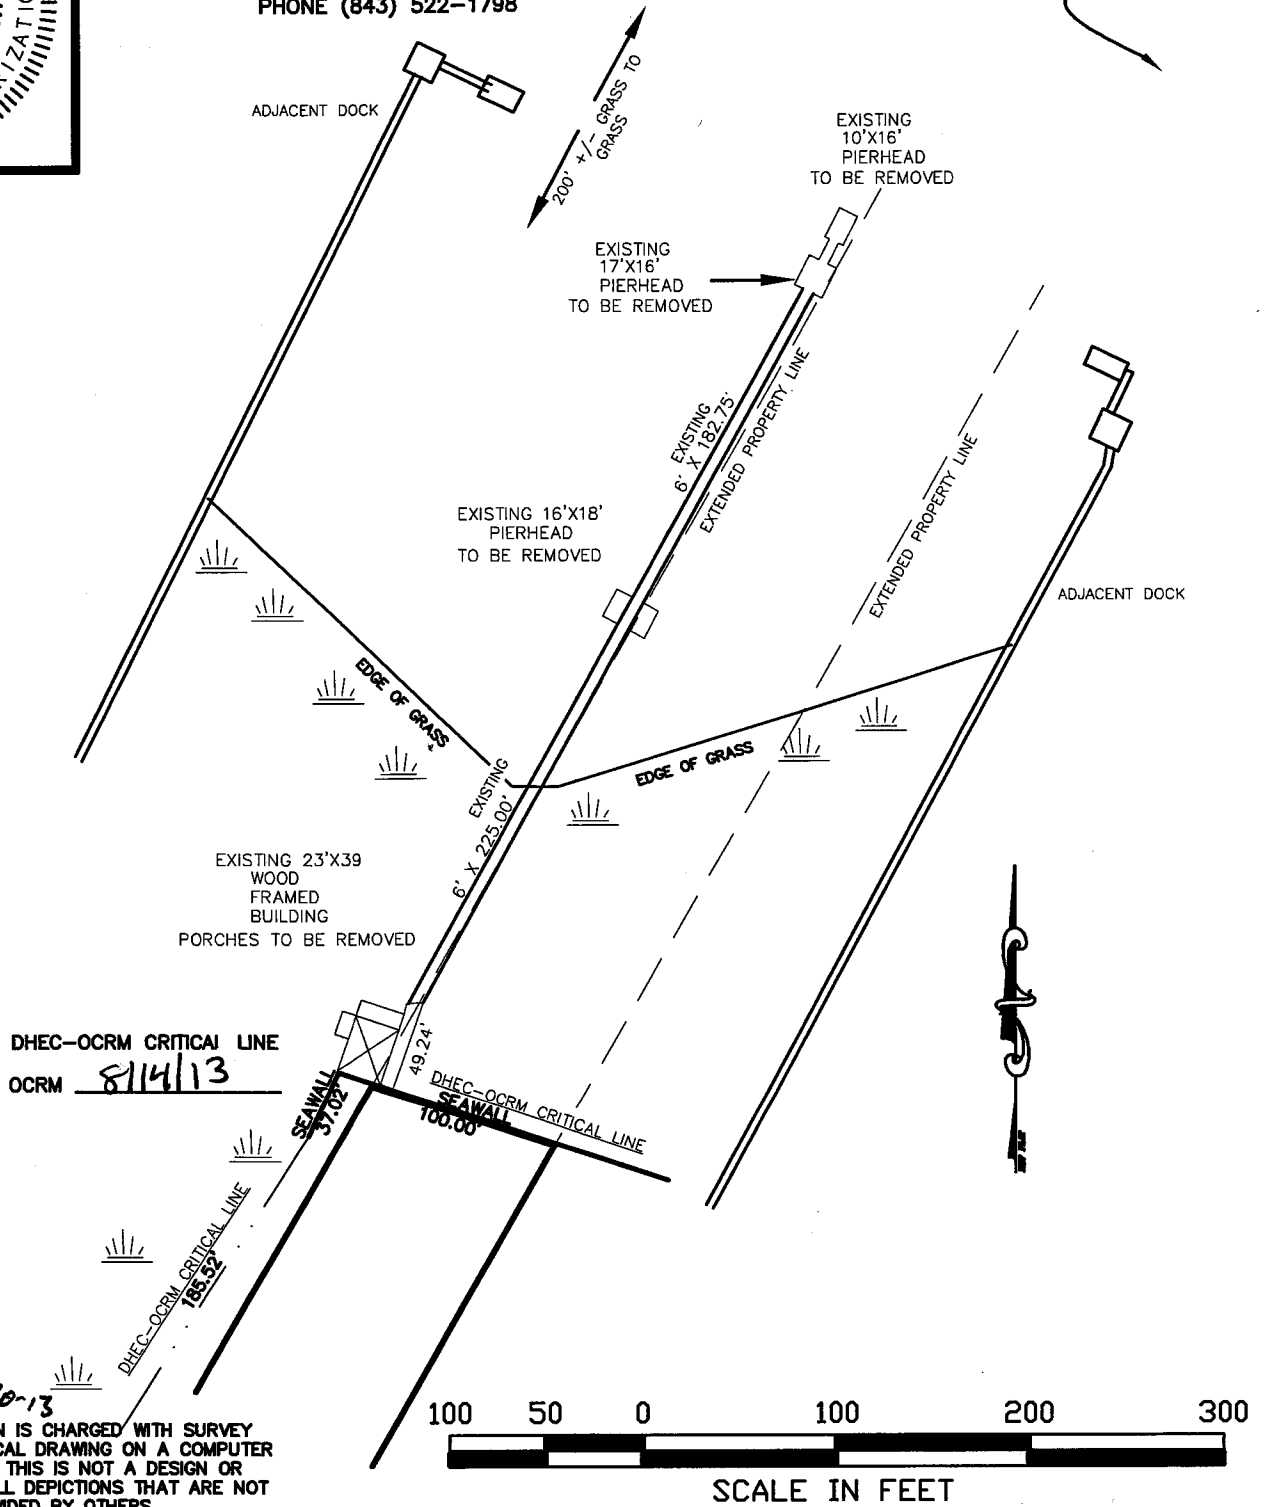 PHONE (843) 522-1798
IZATIO
ADJACENT DOCK
200' +/- GRASS TO
GRASS
EXISTING
10'X16'
PIERHEAD
TO BE REMOVED
EXISTING
17'X16'
PIERHEAD
TO BE REMOVED
EXISTING
6' X 182.75'
EXTENDED PROPERTY LINE
EXTENDED PROPERTY LINE
EXISTING 16'X18'
PIERHEAD
TO BE REMOVED
ADJACENT DOCK
EDGE OF GRASS
EDGE OF GRASS
EXISTING
6' X 225.00'
EXISTING 23'X39
WOOD
FRAMED
BUILDING
PORCHES TO BE REMOVED
DHEC-OCRM CRITICAL LINE
OCRM 8/14/13
49.24'
SEAWALL
37.02'
DHEC-OCRM CRITICAL LINE
SEAWALL
100.00'
DHEC-OCRM CRITICAL LINE
185.52'
-13
N IS CHARGED WITH SURVEY
CAL DRAWING ON A COMPUTER
THIS IS NOT A DESIGN OR
LL DEPICTIONS THAT ARE NOT
IDED BY OTHERS
100 50 0 100 200 300
SCALE IN FEET